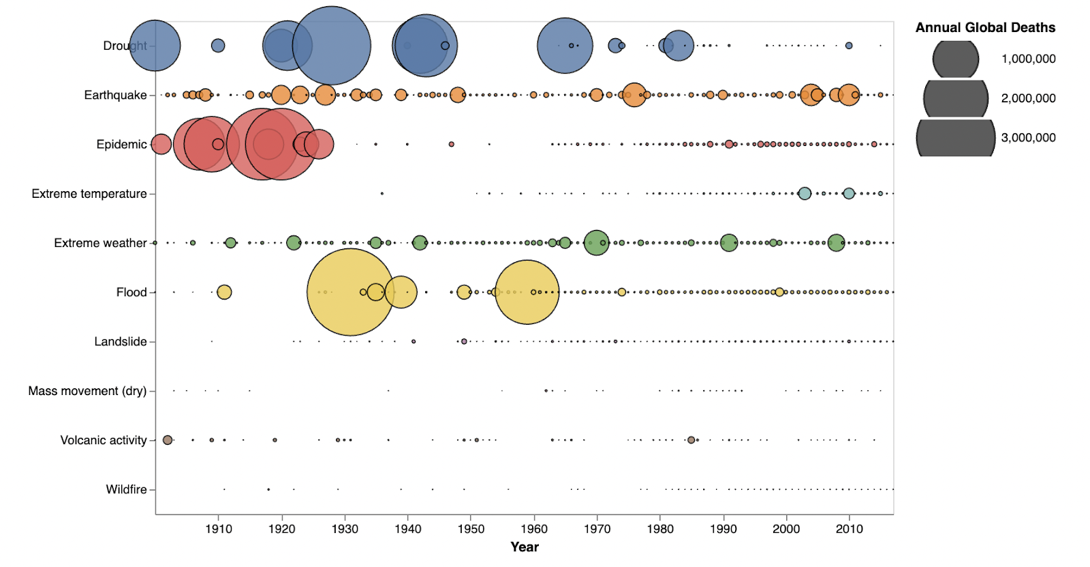 Annual Global Deaths
1,000,000
2,000,000
3,000,000
Drought
Earthquake
Epidemic
Extreme temperature
Extreme weather
Flood
Landslide
Mass movement (dry)
Volcanic activity
Wildfire
1910 1920 1930 1940 1950 1960 1970 1980 1990 2000 2010
Year